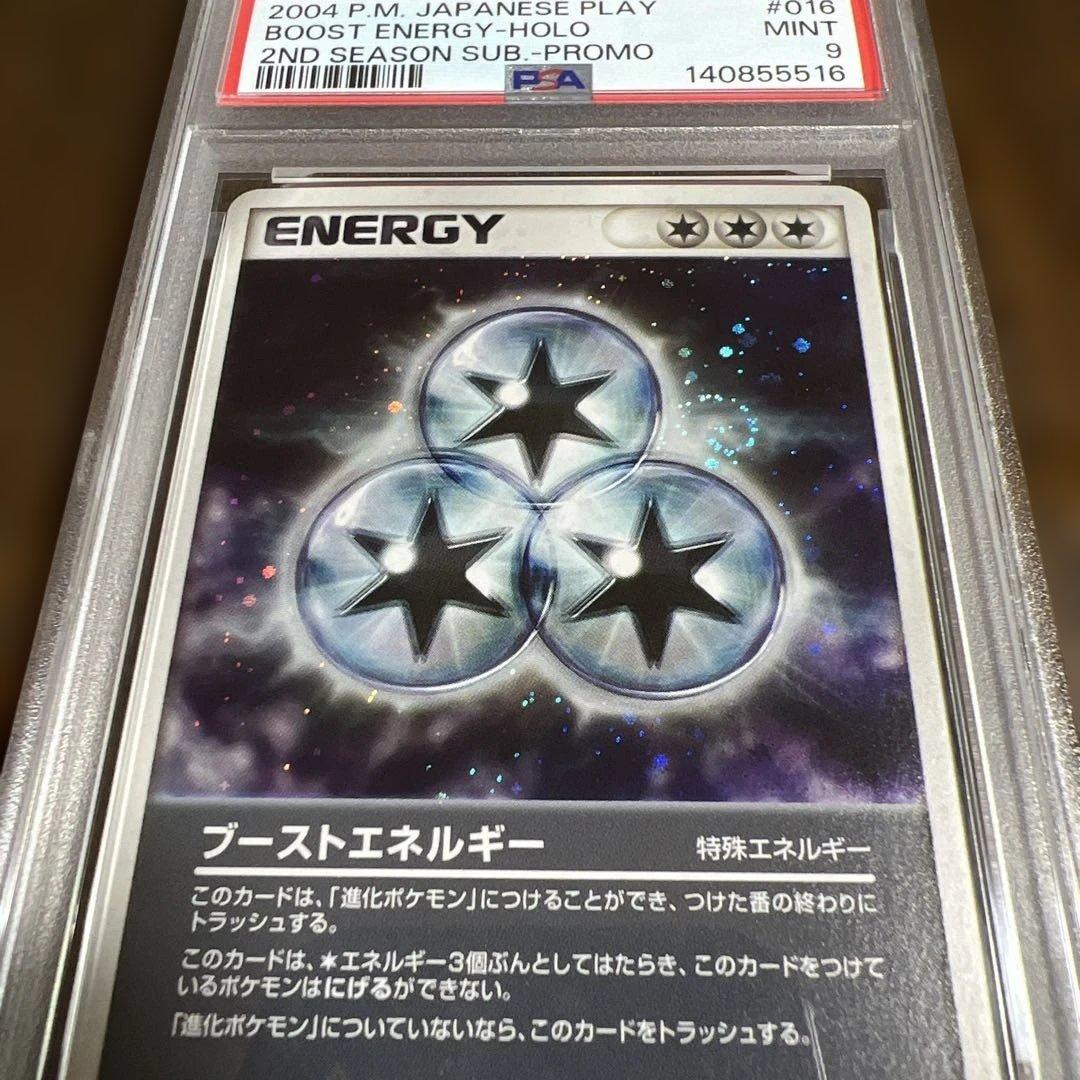 2004 P.M. JAPANESE PLAY #016
BOOST ENERGY-HOLO MINT
2ND SEASON SUB.-PROMO 9
PSA 140855516
ENERGY
ブーストエネルギー 特殊エネルギー
このカードは、「進化ポケモン」につけることができ、つけた番の終わりに
トラッシュする。
このカードは、✶エネルギー3個ぶんとしてはたらき、このカードをつけて
いるポケモンはにげるができない。
「進化ポケモン」についていないなら、このカードをトラッシュする。